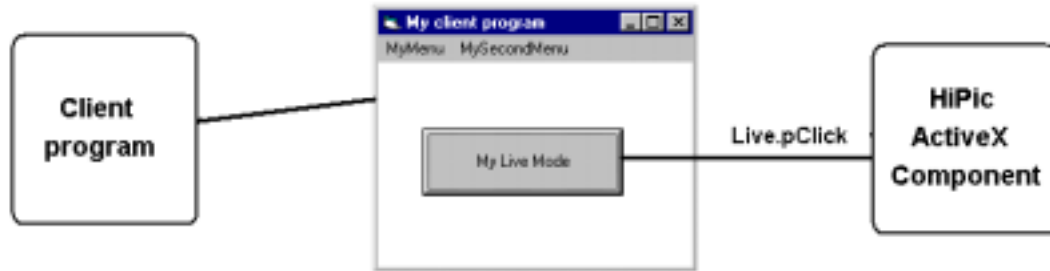 Client
program
My client program
MyMenu MySecondMenu
My Live Mode
Live.pClick
HiPic
ActiveX
Component